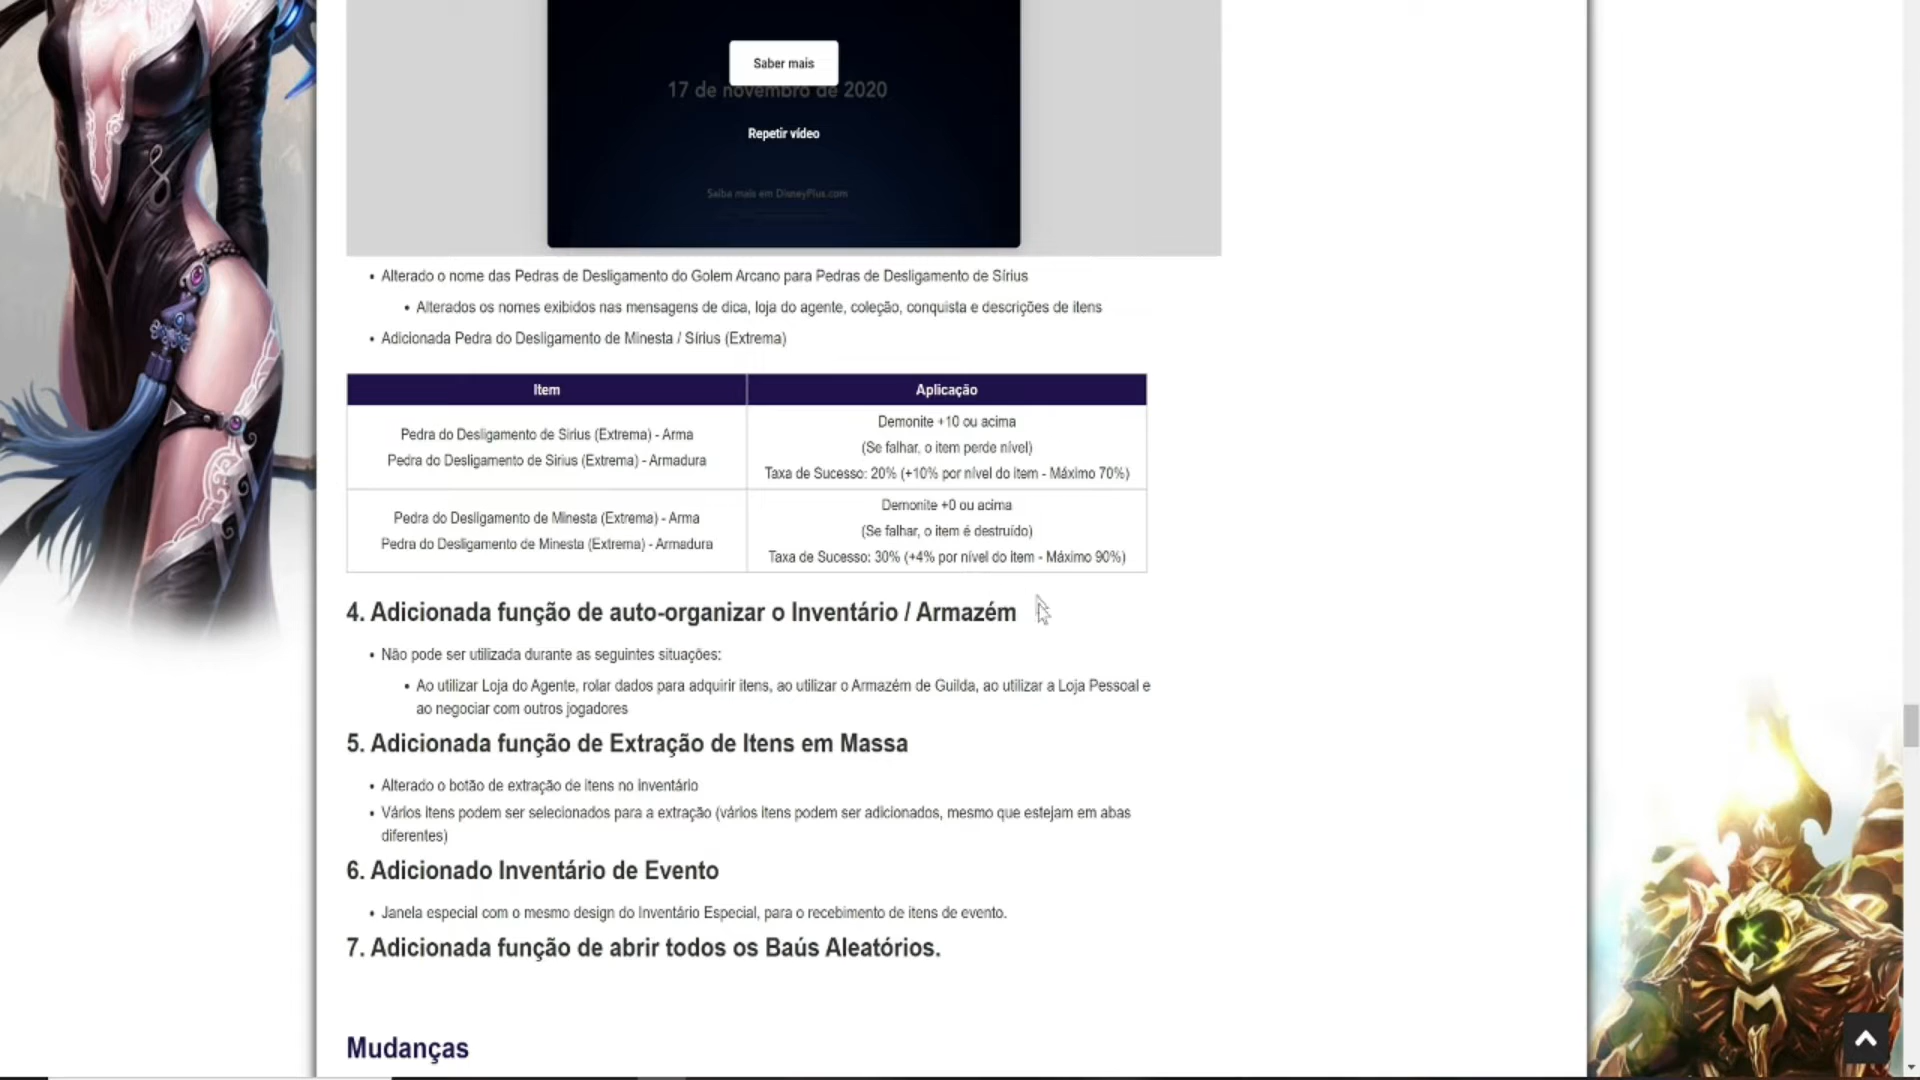 Saber mais
17 de novembro de 2020
Repetir vídeo
Saiba mais em DisneyPlus.com
• Alterado o nome das Pedras de Desligamento do Golem Arcano para Pedras de Desligamento de Sírius
• Alterados os nomes exibidos nas mensagens de dica, loja do agente, coleção, conquista e descrições de itens
• Adicionada Pedra do Desligamento de Minesta / Sírius (Extrema)
Item
Aplicação
Pedra do Desligamento de Sirius (Extrema) - Arma
Pedra do Desligamento de Sirius (Extrema) - Armadura
Demonite +10 ou acima
(Se falhar, o item perde nível)
Taxa de Sucesso: 20% (+10% por nível do item - Máximo 70%)
Pedra do Desligamento de Minesta (Extrema) - Arma
Pedra do Desligamento de Minesta (Extrema) - Armadura
Demonite +0 ou acima
(Se falhar, o item é destruído)
Taxa de Sucesso: 30% (+4% por nível do item - Máximo 90%)
4. Adicionada função de auto-organizar o Inventário / Armazém
• Não pode ser utilizada durante as seguintes situações:
• Ao utilizar Loja do Agente, rolar dados para adquirir itens, ao utilizar o Armazém de Guilda, ao utilizar a Loja Pessoal e
ao negociar com outros jogadores
5. Adicionada função de Extração de Itens em Massa
• Alterado o botão de extração de itens no Inventário
• Vários itens podem ser selecionados para a extração (vários itens podem ser adicionados, mesmo que estejam em abas
diferentes)
6. Adicionado Inventário de Evento
• Janela especial com o mesmo design do Inventário Especial, para o recebimento de itens de evento.
7. Adicionada função de abrir todos os Baús Aleatórios.
Mudanças